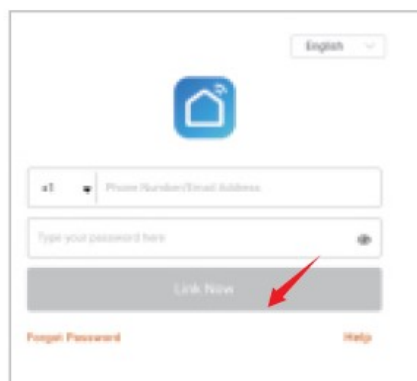 English
+1 Phone Number/Email Address
Type your password here
Link Now
Forgot Password Help